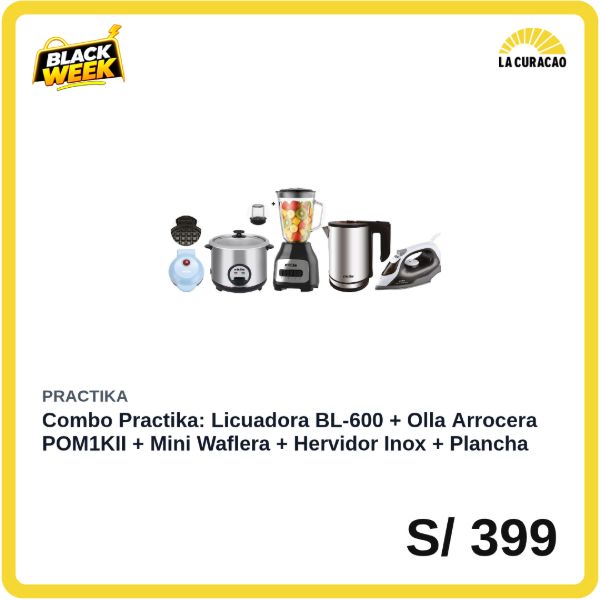 BLACK
WEEK
LA CURACAO
PRACTIKA
Combo Practika: Licuadora BL-600 + Olla Arrocera
POM1KII + Mini Waflera + Hervidor Inox + Plancha
S/ 399